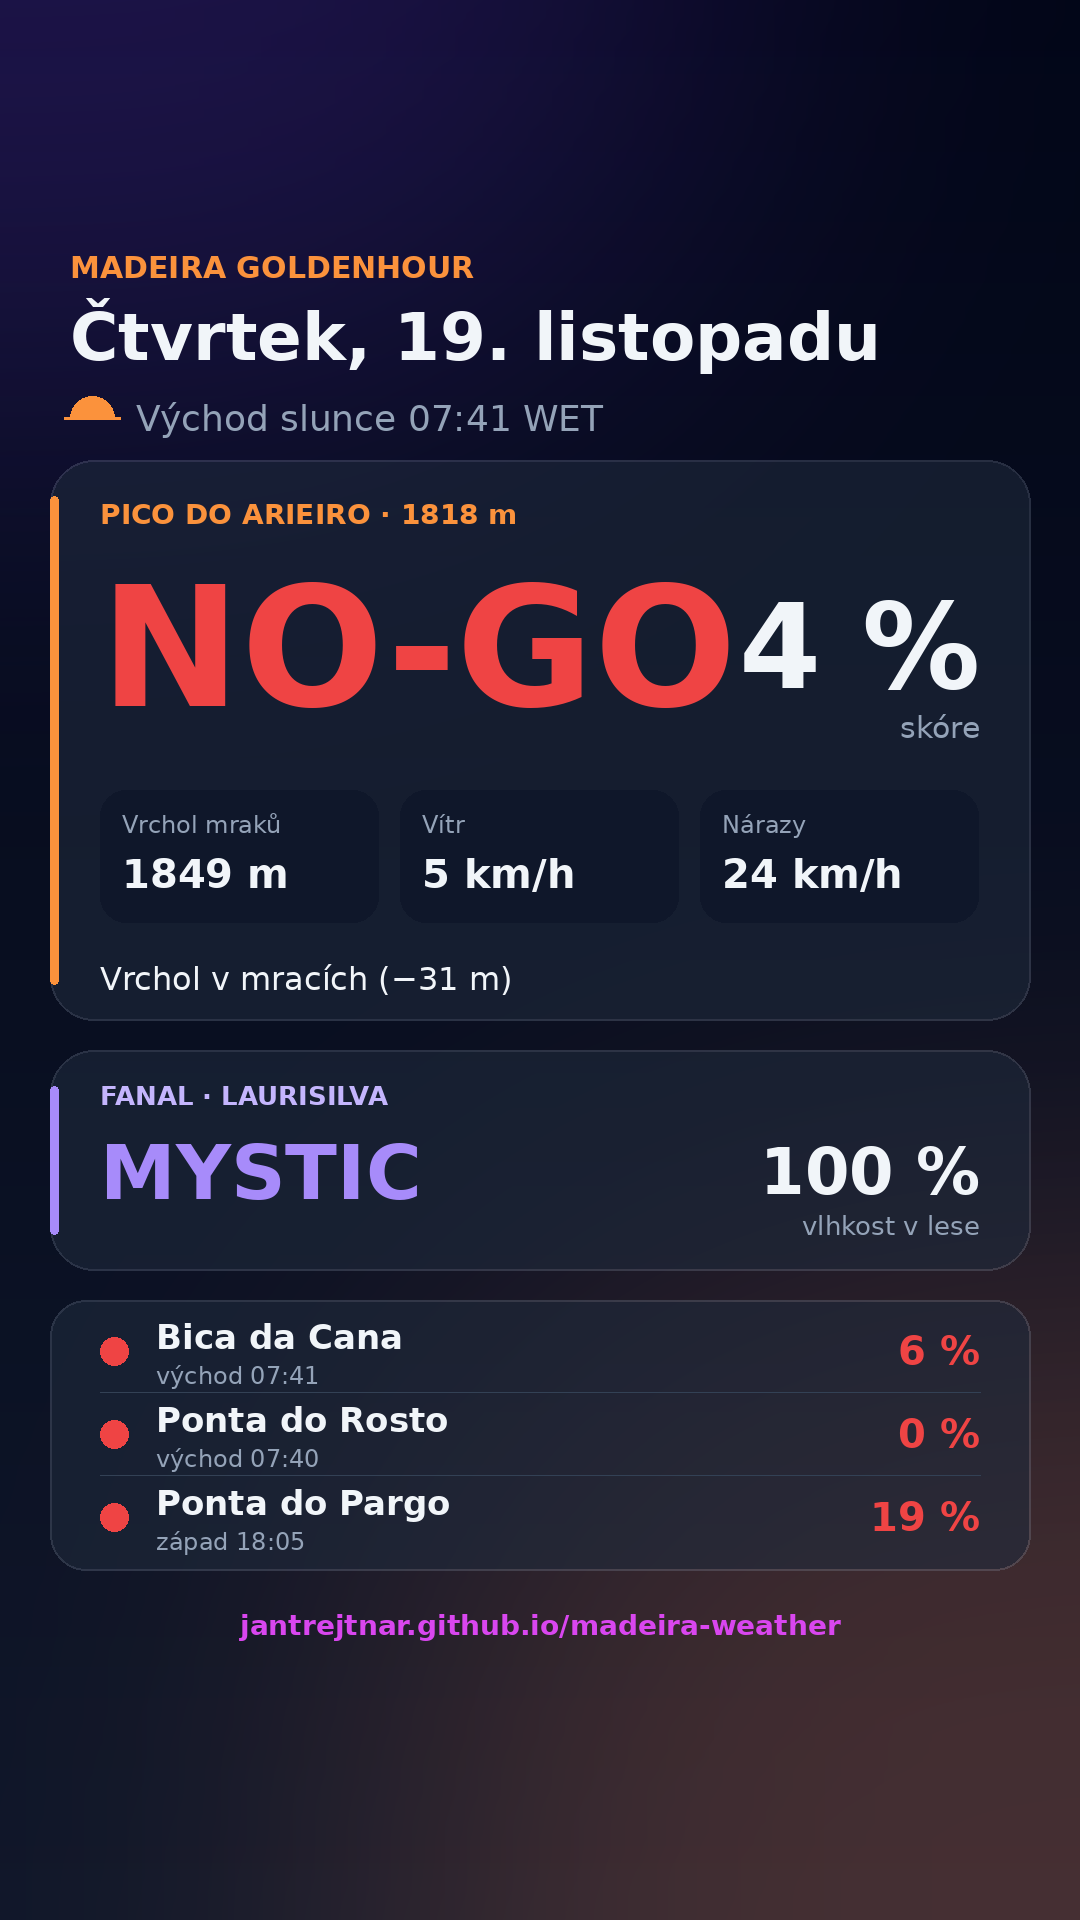 MADEIRA GOLDENHOUR
Čtvrtek, 19. listopadu
Východ slunce 07:41 WET
PICO DO ARIEIRO · 1818 m
NO-GO 4 %
skóre
Vrchol mraků Vítr Nárazy
1849 m 5 km/h 24 km/h
Vrchol v mracích (−31 m)
FANAL · LAURISILVA
MYSTIC 100 %
vlhkost v lese
Bica da Cana 6 %
východ 07:41
Ponta do Rosto 0 %
východ 07:40
Ponta do Pargo 19 %
západ 18:05
jantrejtnar.github.io/madeira-weather